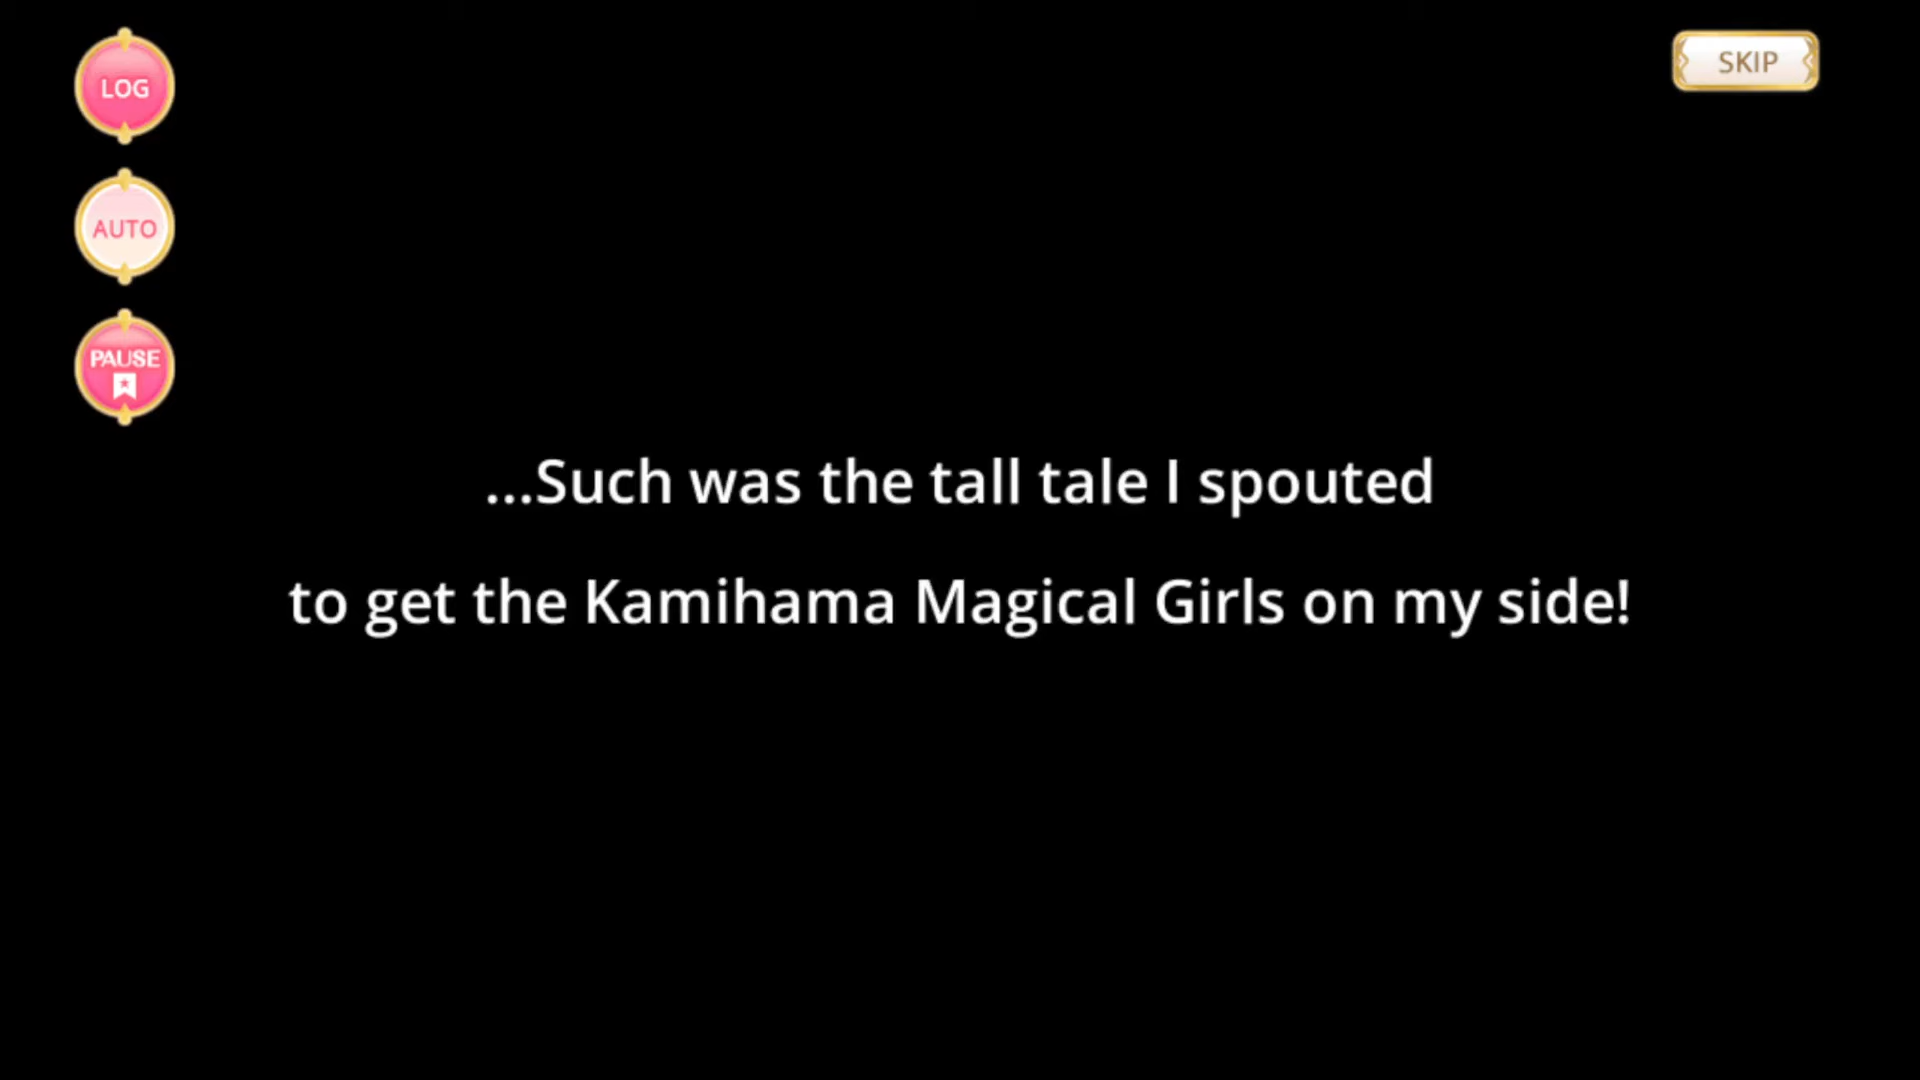 LOG
SKIP
AUTO
PAUSE
...Such was the tall tale I spouted
to get the Kamihama Magical Girls on my side!